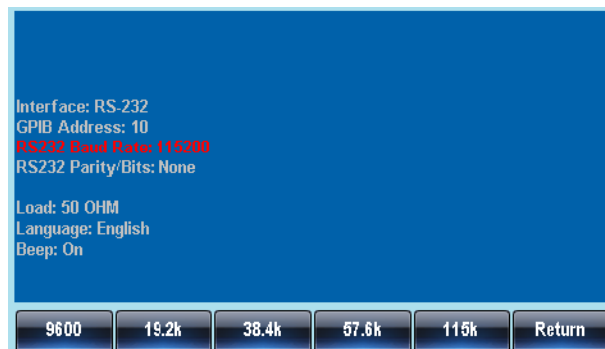 Interface: RS-232
GPIB Address: 10
RS232 Baud Rate: 115200
RS232 Parity/Bits: None
Load: 50 OHM
Language: English
Beep: On
9600 19.2k 38.4k 57.6k 115k Return